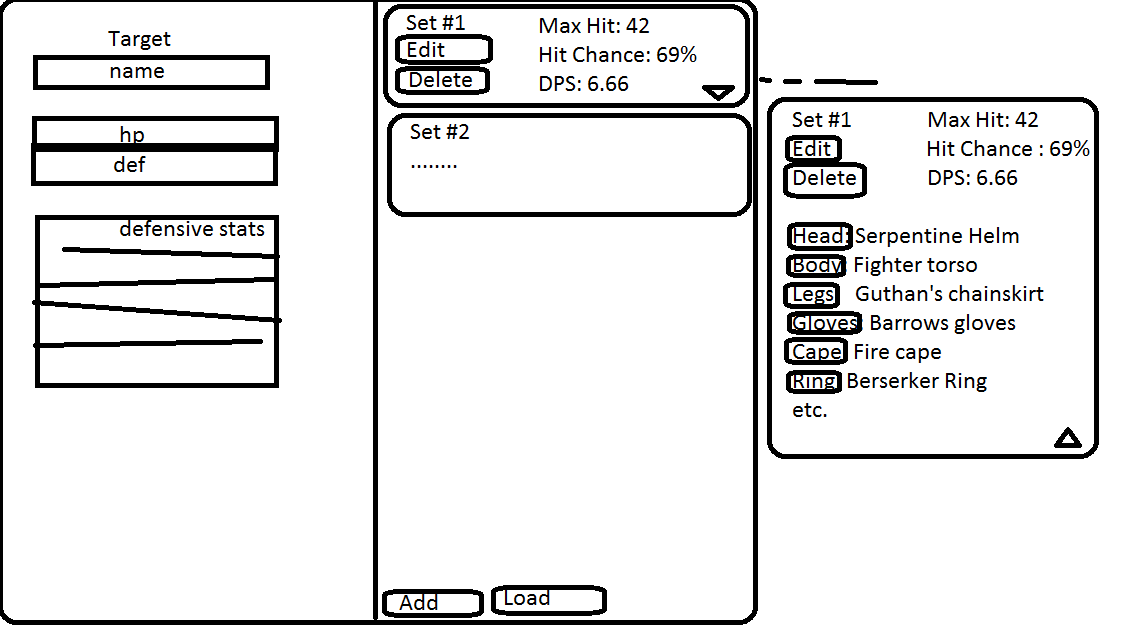 Target
name
hp
def
defensive stats
Set #1
Edit
Delete
Max Hit: 42
Hit Chance: 69%
DPS: 6.66
Set #2
........
Add
Load
Set #1
Edit
Delete
Max Hit: 42
Hit Chance : 69%
DPS: 6.66
Head: Serpentine Helm
Body: Fighter torso
Legs Guthan's chainskirt
Gloves: Barrows gloves
Cape Fire cape
Ring Berserker Ring
etc.